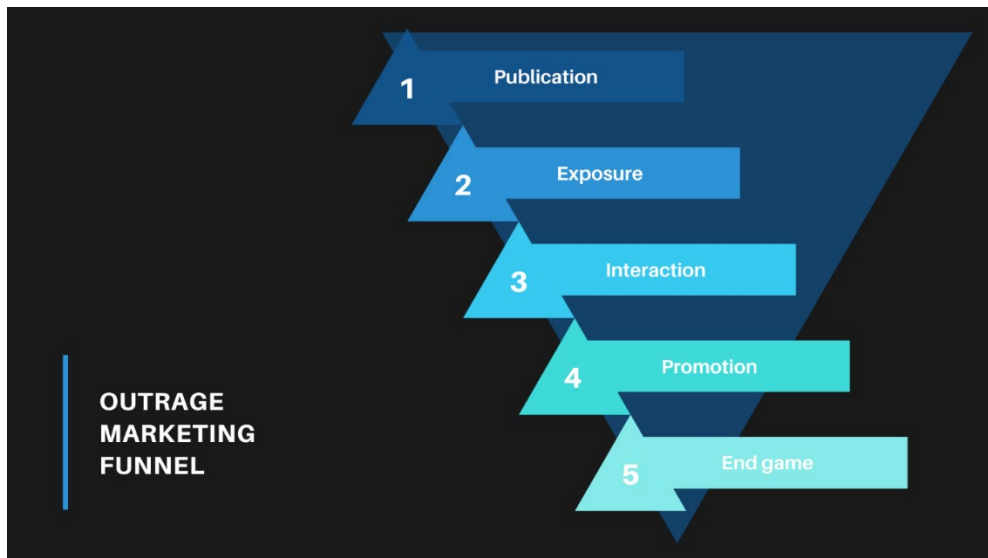 1
Publication
2
Exposure
3
Interaction
4
Promotion
5
End game
OUTRAGE
MARKETING
FUNNEL